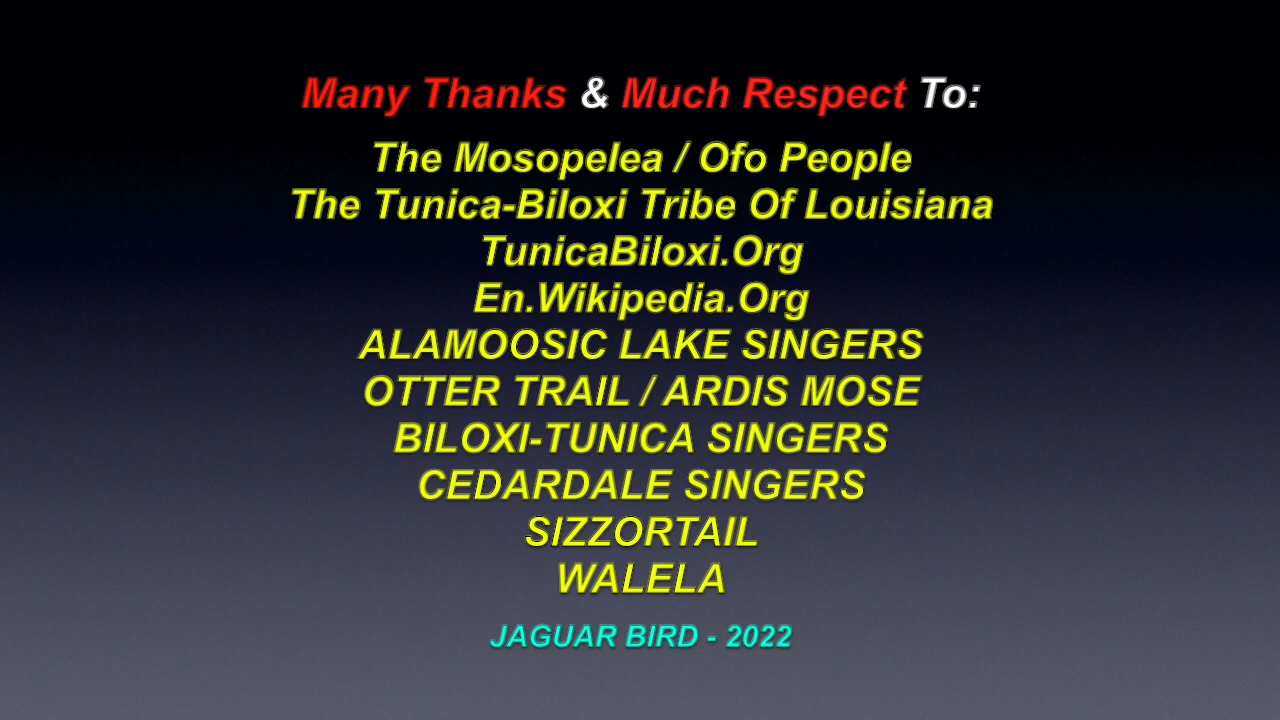 Many Thanks & Much Respect To:
The Mosopelea / Ofo People
The Tunica-Biloxi Tribe Of Louisiana
TunicaBiloxi.Org
En.Wikipedia.Org
ALAMOOSIC LAKE SINGERS
OTTER TRAIL / ARDIS MOSE
BILOXI-TUNICA SINGERS
CEDARDALE SINGERS
SIZZORTAIL
WALELA
JAGUAR BIRD - 2022